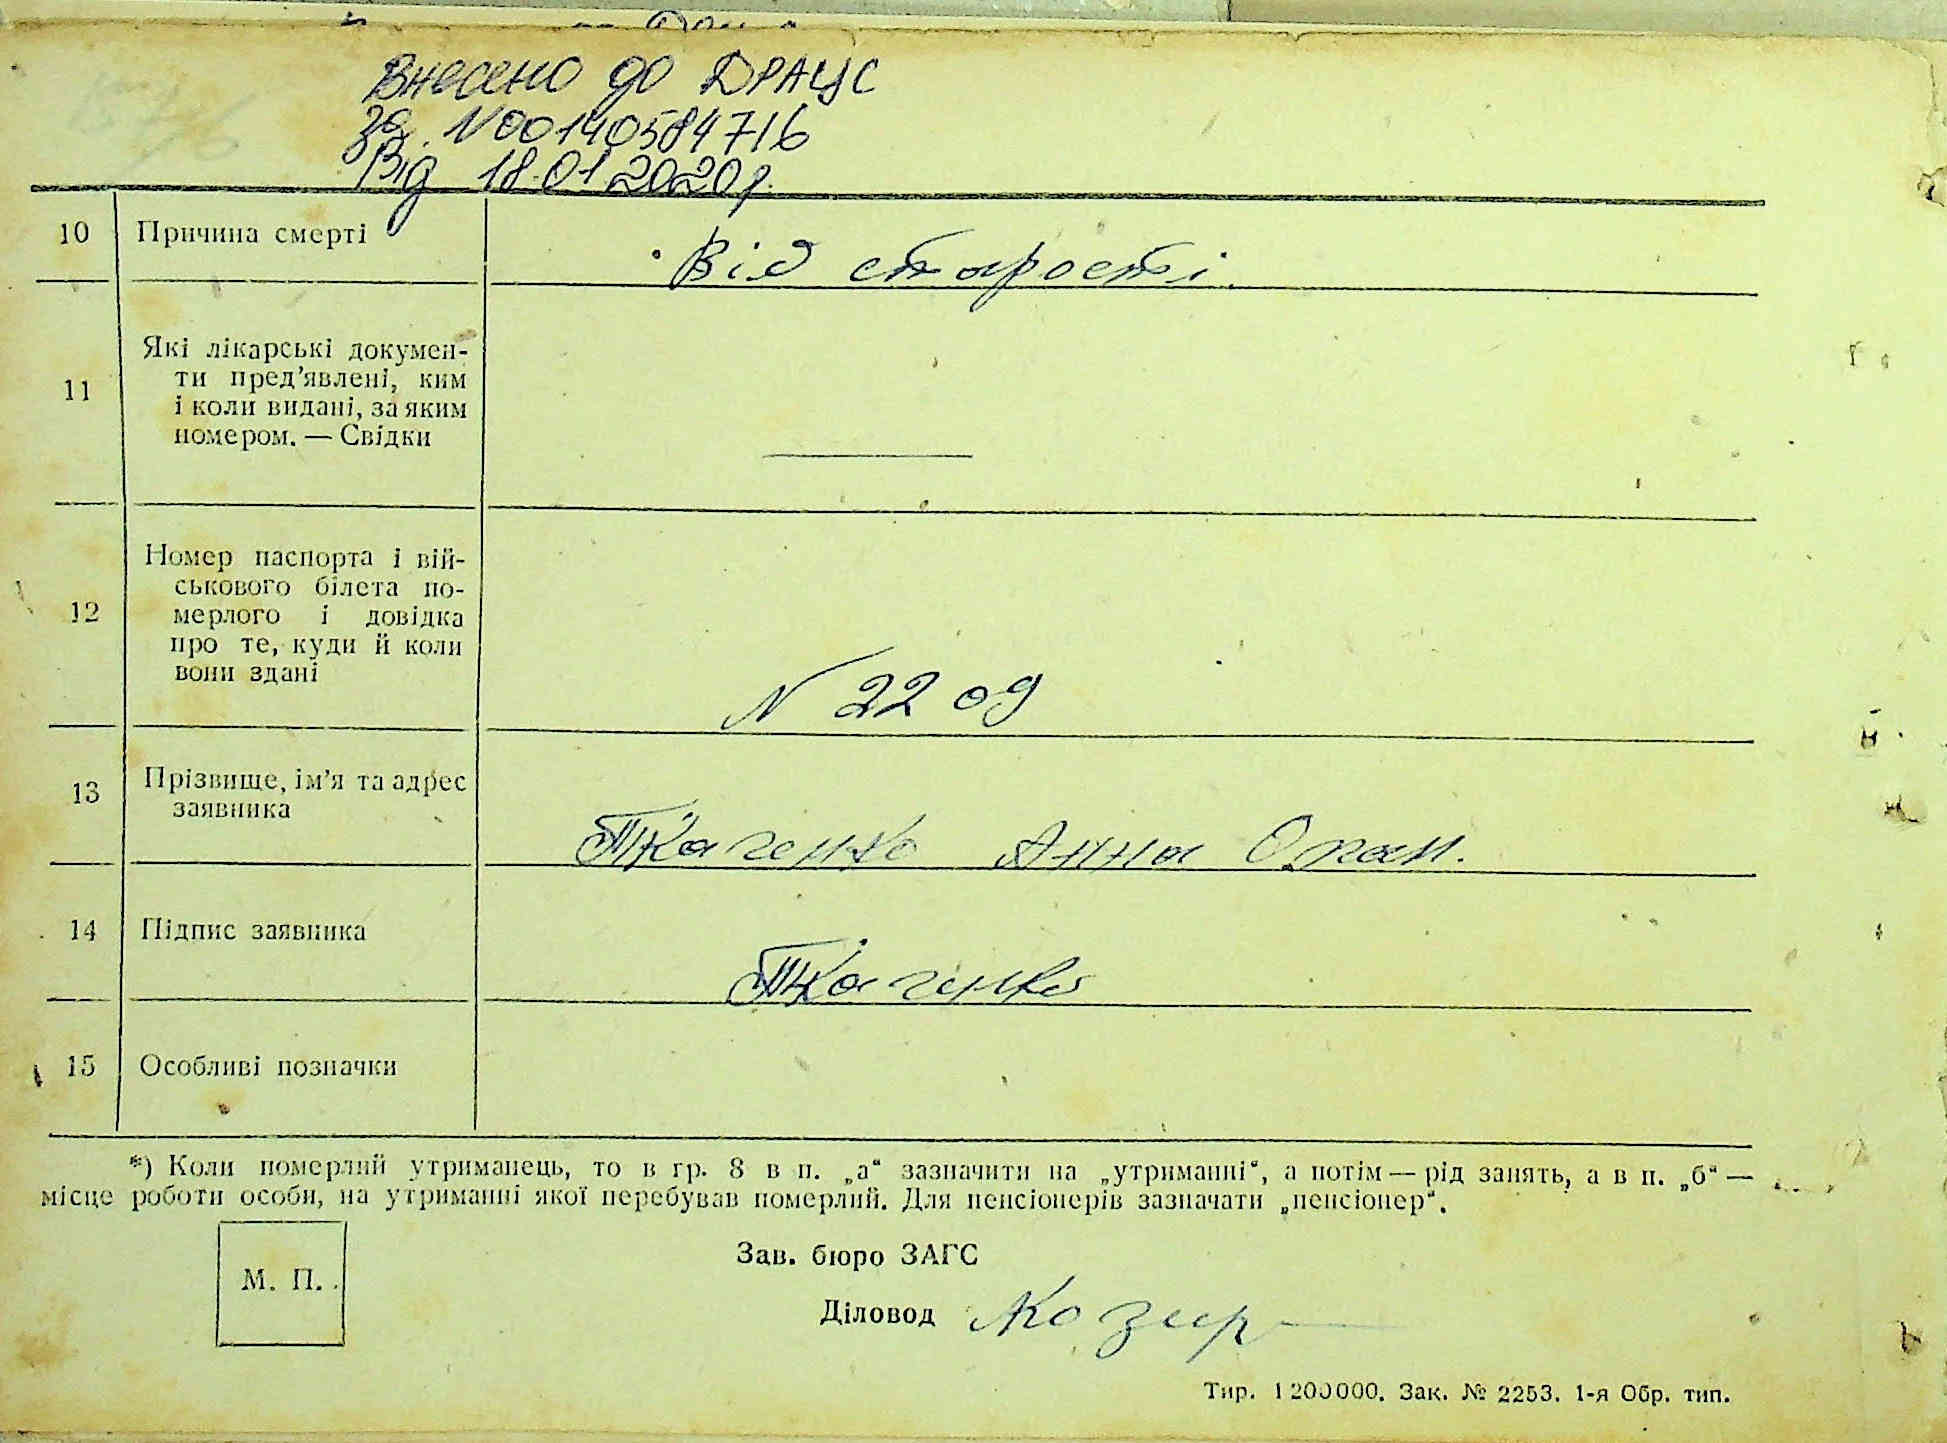 Внесено до ДРАЦС
за N00140584716
Від 18.01.2020р.
10 Причина смерті Від старості.
11 Які лікарські докумен-
ти пред’явлені, ким
і коли видані, за яким
номером. — Свідки
12 Номер паспорта і вій-
ськового білета по-
мерлого і довідка
про те, куди й коли
вони здані
N 22 09
13 Прізвище, ім’я та адрес
заявника
Ткаченко Анна
14 Підпис заявника
Ткаченко
15 Особливі позначки
*) Коли померлий утриманець, то в гр. 8 в п. „а“ зазначити на „утриманні“, а потім — рід занять, а в п. „б“ —
місце роботи особи, на утриманні якої перебував померлий. Для пенсіонерів зазначати „пенсіонер“.
М. П.
Зав. бюро ЗАГС
Діловод Козир
Тир. 1200000. Зак. № 2253. 1-я Обр. тип.